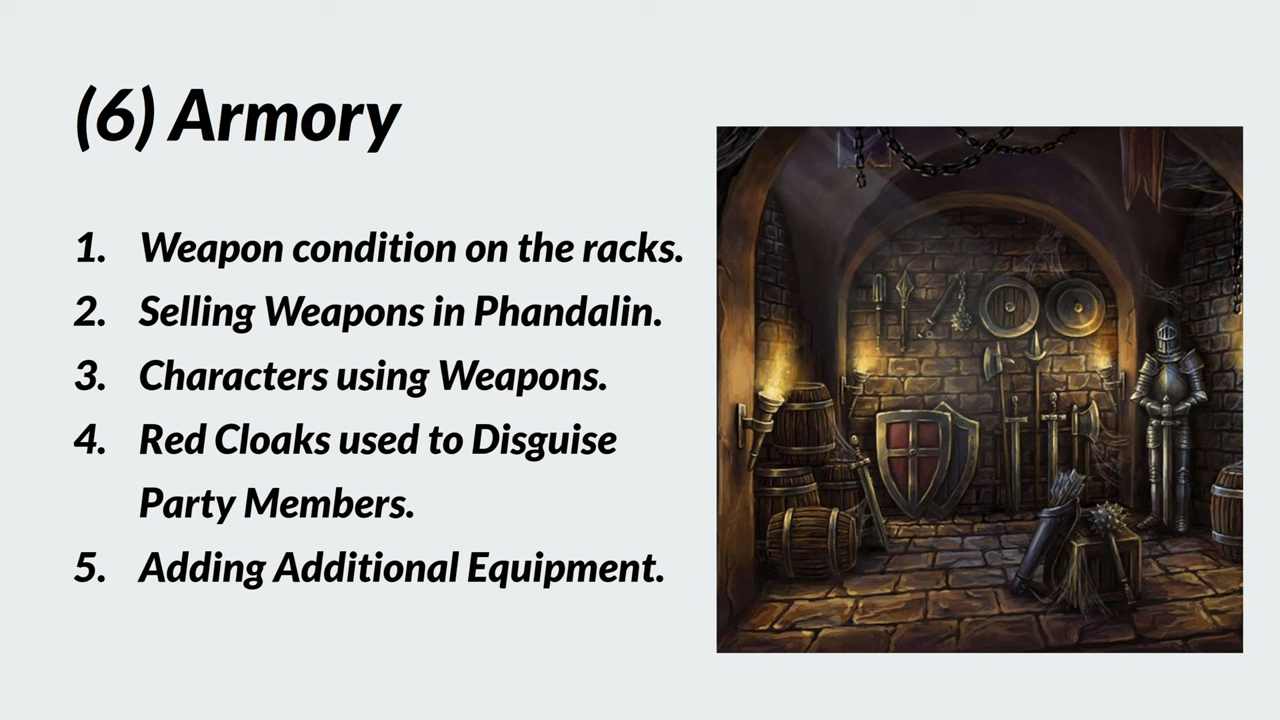 (6) Armory
1. Weapon condition on the racks.
2. Selling Weapons in Phandalin.
3. Characters using Weapons.
4. Red Cloaks used to Disguise
Party Members.
5. Adding Additional Equipment.